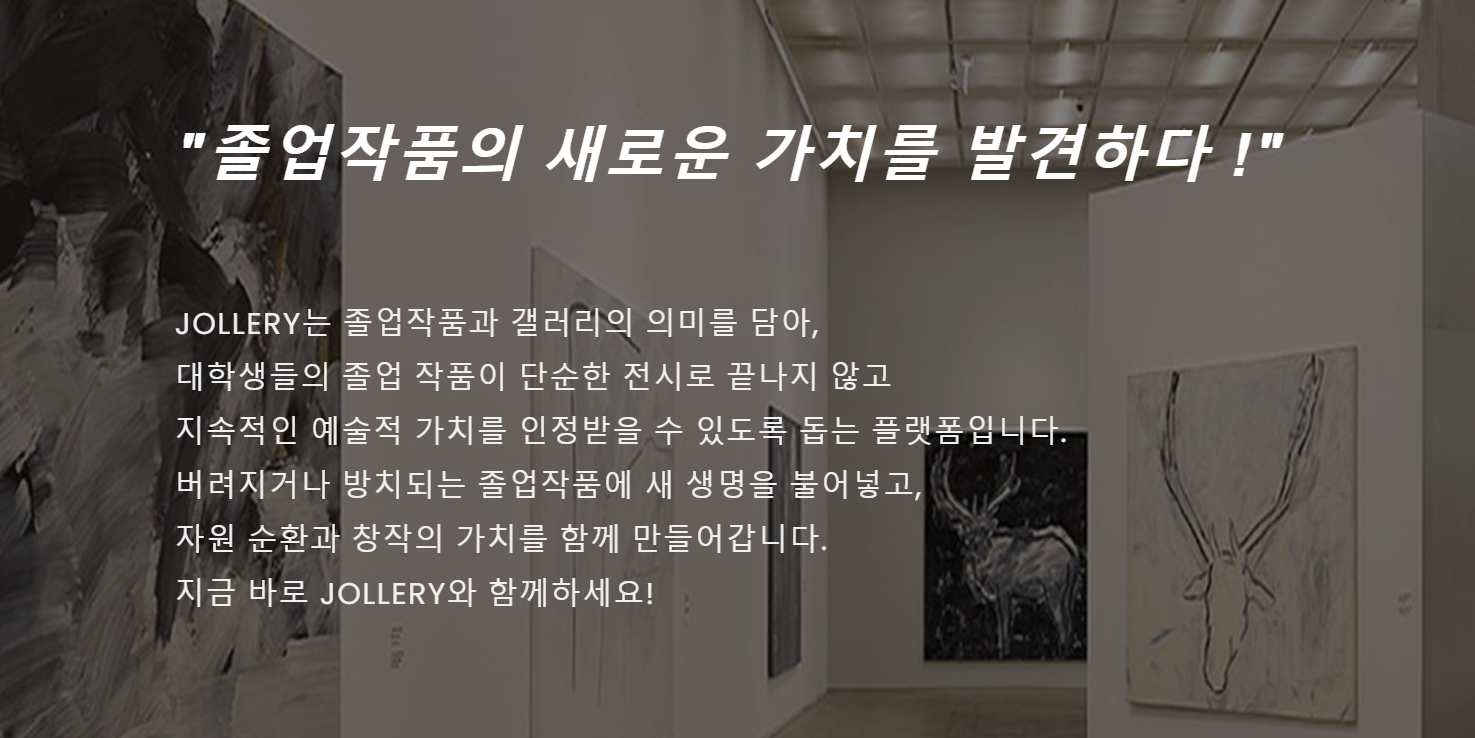 "졸업작품의 새로운 가치를 발견하다 !"
JOLLERY는 졸업작품과 갤러리의 의미를 담아,
대학생들의 졸업 작품이 단순한 전시로 끝나지 않고
지속적인 예술적 가치를 인정받을 수 있도록 돕는 플랫폼입니다.
버려지거나 방치되는 졸업작품에 새 생명을 불어넣고,
자원 순환과 창작의 가치를 함께 만들어갑니다.
지금 바로 JOLLERY와 함께하세요!